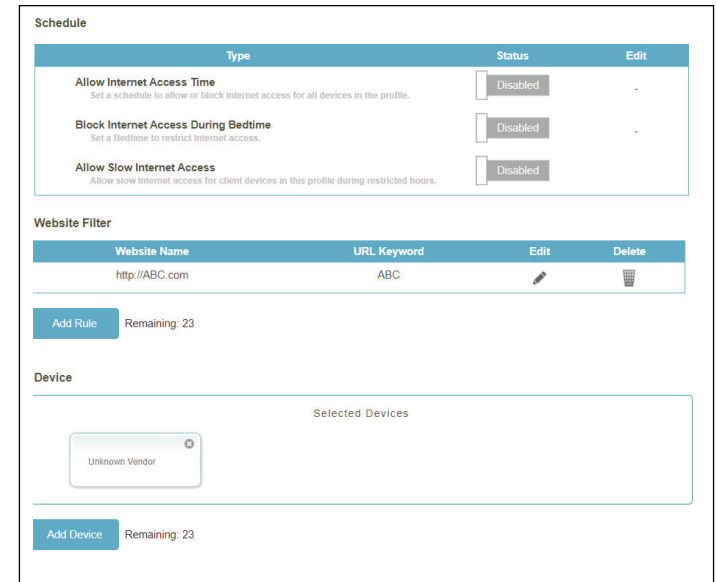 Schedule
Type Status Edit
Allow Internet Access Time
Set a schedule to allow or block Internet access for all devices in the profile.
Disabled -
Block Internet Access During Bedtime
Set a Bedtime to restrict Internet access.
Disabled -
Allow Slow Internet Access
Allow slow Internet access for client devices in this profile during restricted hours.
Disabled
Website Filter
Website Name URL Keyword Edit Delete
http://ABC.com ABC
Add Rule Remaining: 23
Device
Selected Devices
Unknown Vendor
Add Device Remaining: 23